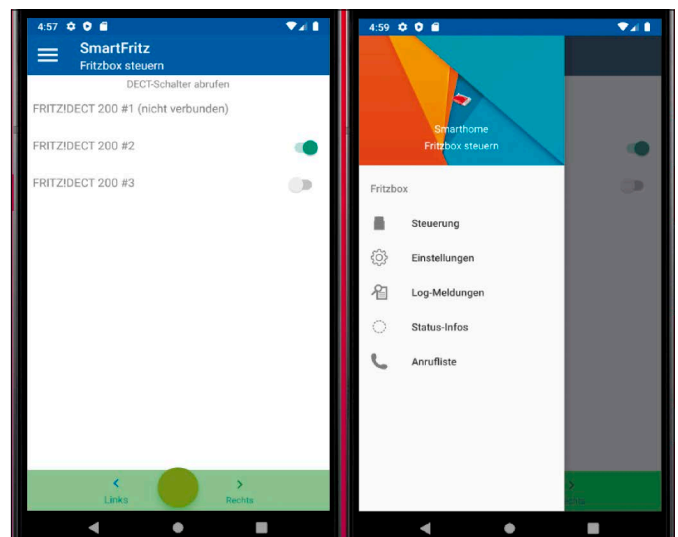 4:57
SmartFritz
Fritzbox steuern
DECT-Schalter abrufen
FRITZ!DECT 200 #1 (nicht verbunden)
FRITZ!DECT 200 #2
FRITZ!DECT 200 #3
Links
Rechts
4:59
Smarthome
Fritzbox steuern
Fritzbox
Steuerung
Einstellungen
Log-Meldungen
Status-Infos
Anrufliste